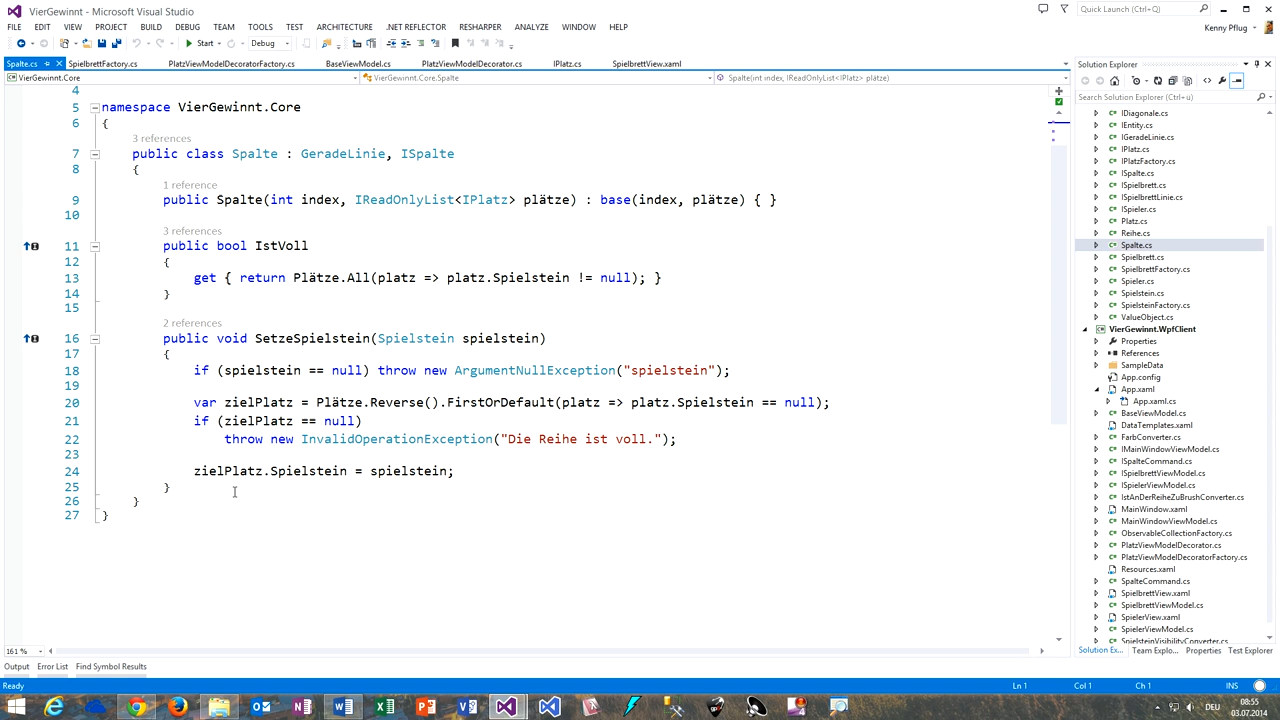 VierGewinnt - Microsoft Visual Studio
Quick Launch (Ctrl+Q)
FILE EDIT VIEW PROJECT BUILD DEBUG TEAM TOOLS TEST ARCHITECTURE .NET REFLECTOR RESHARPER ANALYZE WINDOW HELP
Kenny Pflug
Start Debug
Spalte.cs SpielbrettFactory.cs PlatzViewModelDecoratorFactory.cs BaseViewModel.cs PlatzViewModelDecorator.cs IPlatz.cs SpielbrettView.xaml
VierGewinnt.Core VierGewinnt.Core.Spalte Spalte(int index, IReadOnlyList<IPlatz> plätze)
4
5 namespace VierGewinnt.Core
6 {
3 references
7 public class Spalte : GeradeLinie, ISpalte
8 {
1 reference
9 public Spalte(int index, IReadOnlyList<IPlatz> plätze) : base(index, plätze) { }
10
3 references
11 public bool IstVoll
12 {
13 get { return Plätze.All(platz => platz.Spielstein != null); }
14 }
15
2 references
16 public void SetzeSpielstein(Spielstein spielstein)
17 {
18 if (spielstein == null) throw new ArgumentNullException("spielstein");
19
20 var zielPlatz = Plätze.Reverse().FirstOrDefault(platz => platz.Spielstein == null);
21 if (zielPlatz == null)
22 throw new InvalidOperationException("Die Reihe ist voll.");
23
24 zielPlatz.Spielstein = spielstein;
25 }
26 }
27 }
161 %
Output Error List Find Symbol Results
Solution Explorer
Search Solution Explorer (Ctrl+ü)
IDiagonale.cs
IEntity.cs
IGeradeLinie.cs
IPlatz.cs
IPlatzFactory.cs
ISpalte.cs
ISpielbrett.cs
ISpielbrettLinie.cs
ISpieler.cs
Platz.cs
Reihe.cs
Spalte.cs
Spielbrett.cs
SpielbrettFactory.cs
Spieler.cs
Spielstein.cs
SpielsteinFactory.cs
ValueObject.cs
VierGewinnt.WpfClient
Properties
References
SampleData
App.config
App.xaml
App.xaml.cs
BaseViewModel.cs
DataTemplates.xaml
FarbConverter.cs
IMainWindowViewModel.cs
ISpalteCommand.cs
ISpielbrettViewModel.cs
ISpielerViewModel.cs
IstAnDerReiheZuBrushConverter.cs
MainWindow.xaml
MainWindowViewModel.cs
ObservableCollectionFactory.cs
PlatzViewModelDecorator.cs
PlatzViewModelDecoratorFactory.cs
Resources.xaml
SpalteCommand.cs
SpielbrettView.xaml
SpielbrettViewModel.cs
SpielerView.xaml
SpielerViewModel.cs
SpielsteinVisibilityConverter.cs
Solution Ex... Team Explo... Properties Test Explorer
Ready Ln 1 Col 1 Ch 1 INS
DEU 08:55
03.07.2014